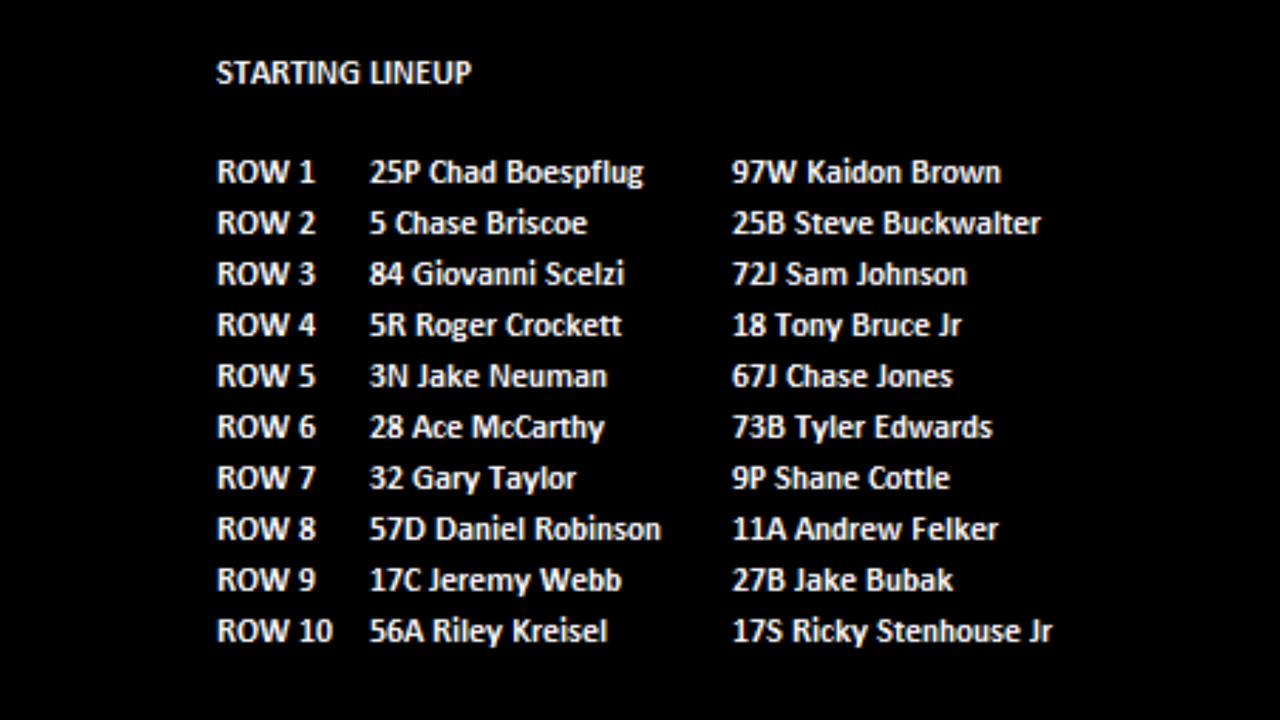 STARTING LINEUP
ROW 1 25P Chad Boespflug 97W Kaidon Brown
ROW 2 5 Chase Briscoe 25B Steve Buckwalter
ROW 3 84 Giovanni Scelzi 72J Sam Johnson
ROW 4 5R Roger Crockett 18 Tony Bruce Jr
ROW 5 3N Jake Neuman 67J Chase Jones
ROW 6 28 Ace McCarthy 73B Tyler Edwards
ROW 7 32 Gary Taylor 9P Shane Cottle
ROW 8 57D Daniel Robinson 11A Andrew Felker
ROW 9 17C Jeremy Webb 27B Jake Bubak
ROW 10 56A Riley Kreisel 17S Ricky Stenhouse Jr